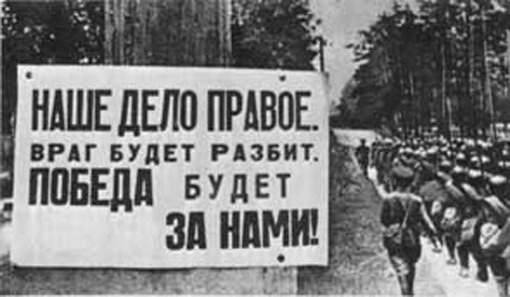 НАШЕ ДЕЛО ПРАВОЕ.
ВРАГ БУДЕТ РАЗБИТ.
ПОБЕДА БУДЕТ
ЗА НАМИ!